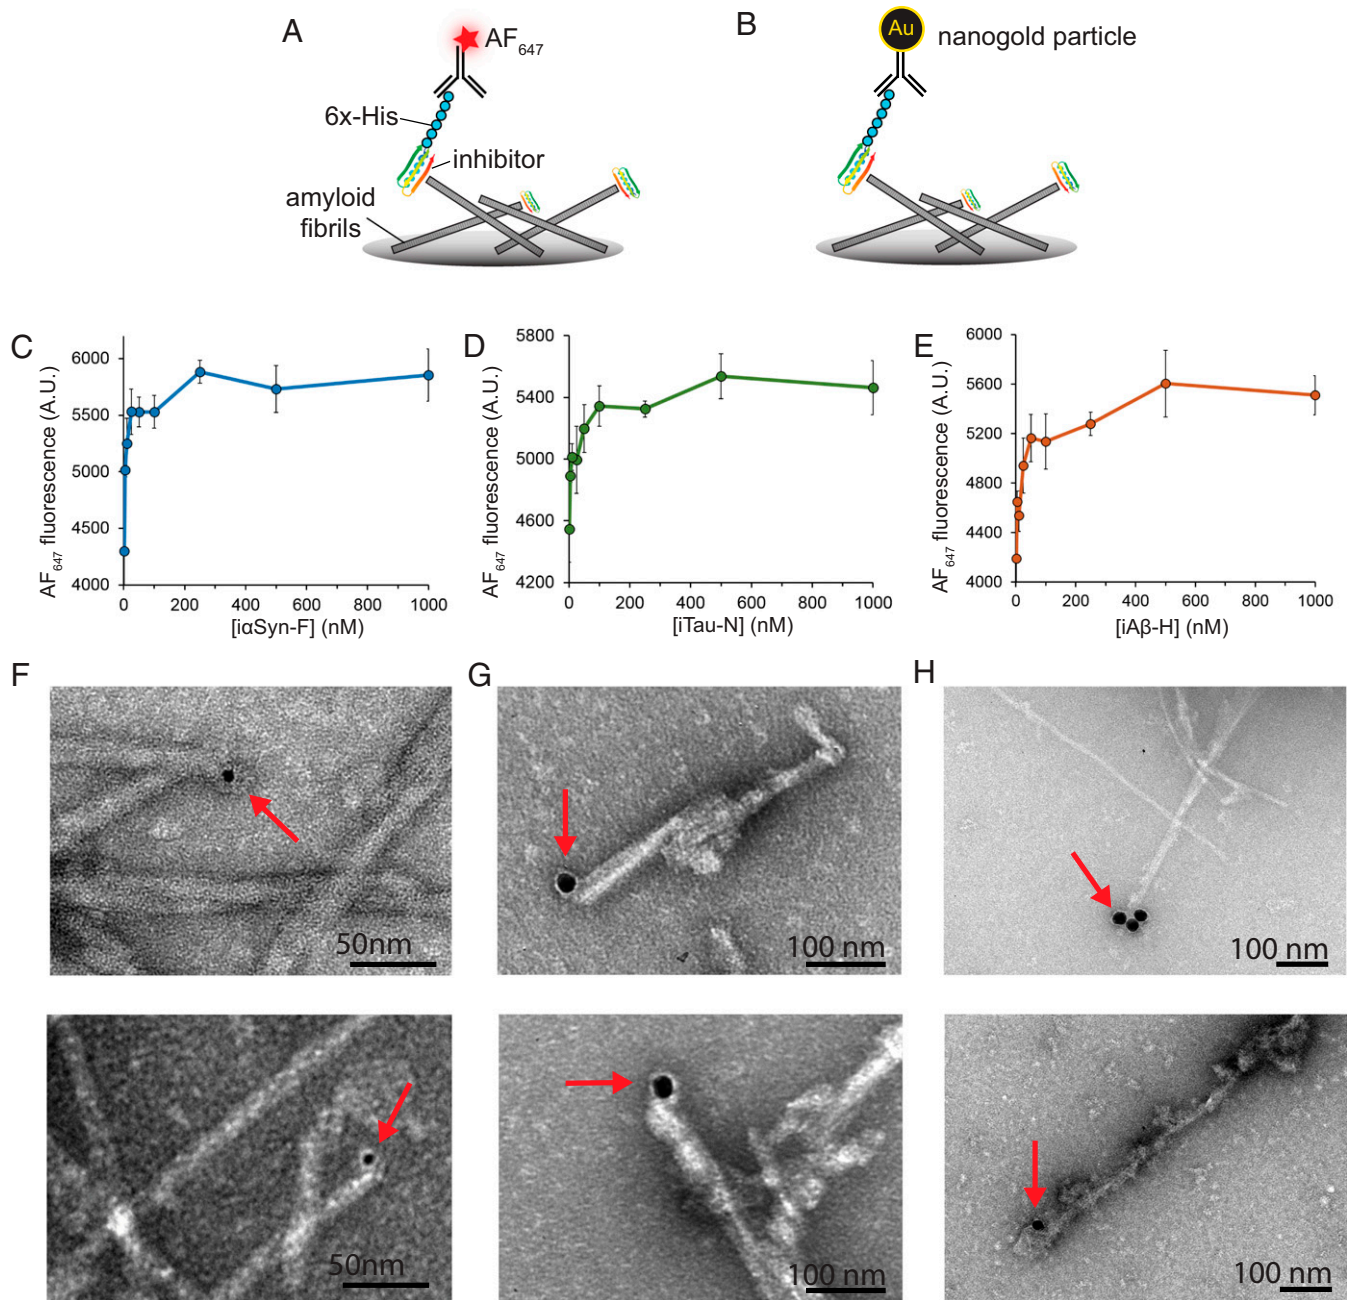 A
AF647
6x-His
inhibitor
amyloid
fibrils
B
Au
nanogold particle
C
AF647 fluorescence (A.U.)
6000
5500
5000
4500
4000
0 200 400 600 800 1000
[iαSyn-F] (nM)
D
AF647 fluorescence (A.U.)
5800
5400
5000
4600
4200
0 200 400 600 800 1000
[iTau-N] (nM)
E
AF647 fluorescence (A.U.)
6000
5600
5200
4800
4400
4000
0 200 400 600 800 1000
[iAβ-H] (nM)
F
50nm
50nm
G
100 nm
100 nm
H
100 nm
100 nm